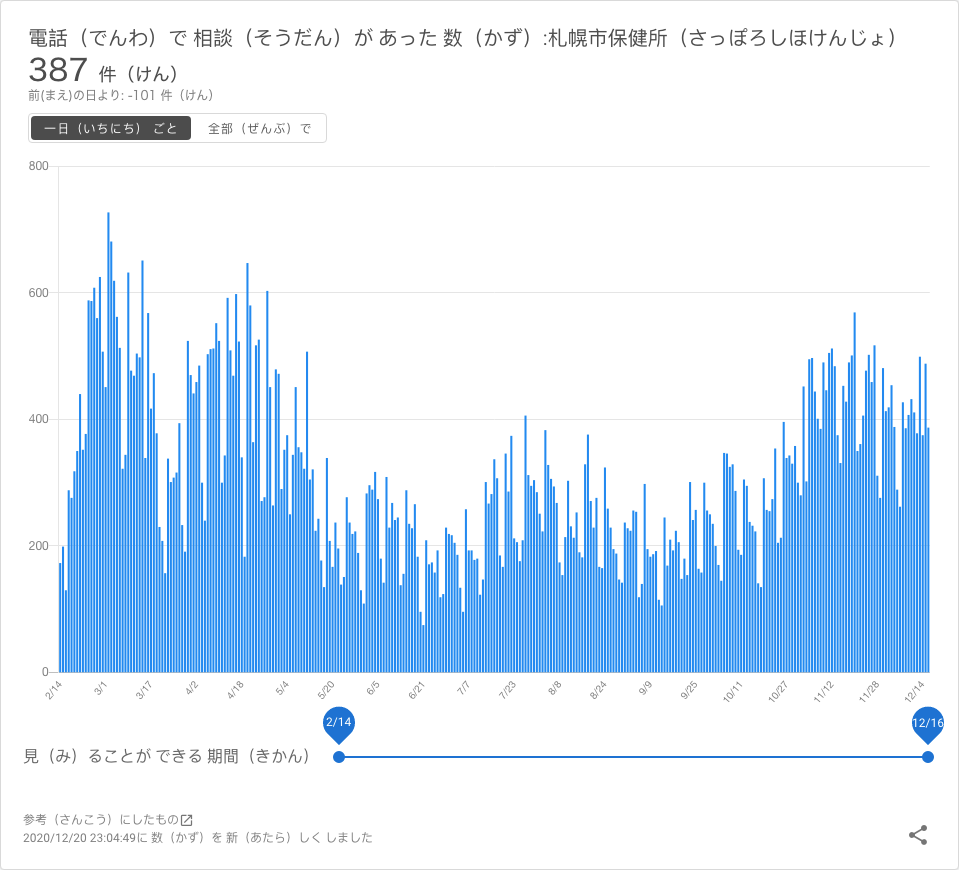 電話（でんわ）で 相談（そうだん）が あった 数（かず）:札幌市保健所（さっぽろしほけんじょ）
387 件（けん）
前(まえ)の日より: -101 件（けん）
一日（いちにち） ごと 全部（ぜんぶ）で
800
600
400
200
0
2/14 3/1 3/17 4/2 4/18 5/4 5/20 6/5 6/21 7/7 7/23 8/8 8/24 9/9 9/25 10/11 10/27 11/12 11/28 12/14
2/14 12/16
見（み）ることが できる 期間（きかん）
参考（さんこう）にしたもの
2020/12/20 23:04:49に 数（かず）を 新（あたら）しく しました